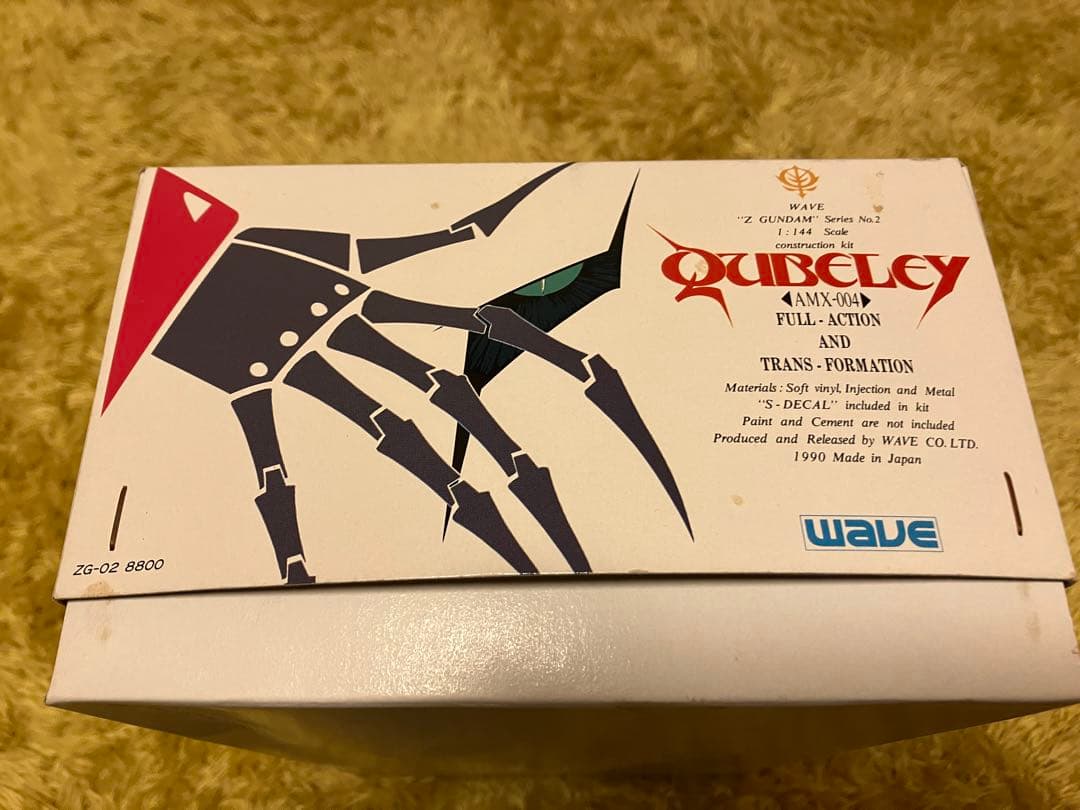 WAVE
"Z GUNDAM" Series No.2
1:144 Scale
construction kit
QUBELEY
◀AMX-004▶
FULL-ACTION
AND
TRANS-FORMATION
Materials : Soft vinyl, Injection and Metal
"S-DECAL" included in kit
Paint and Cement are not included
Produced and Released by WAVE CO. LTD.
1990 Made in Japan
wave
ZG-02 8800